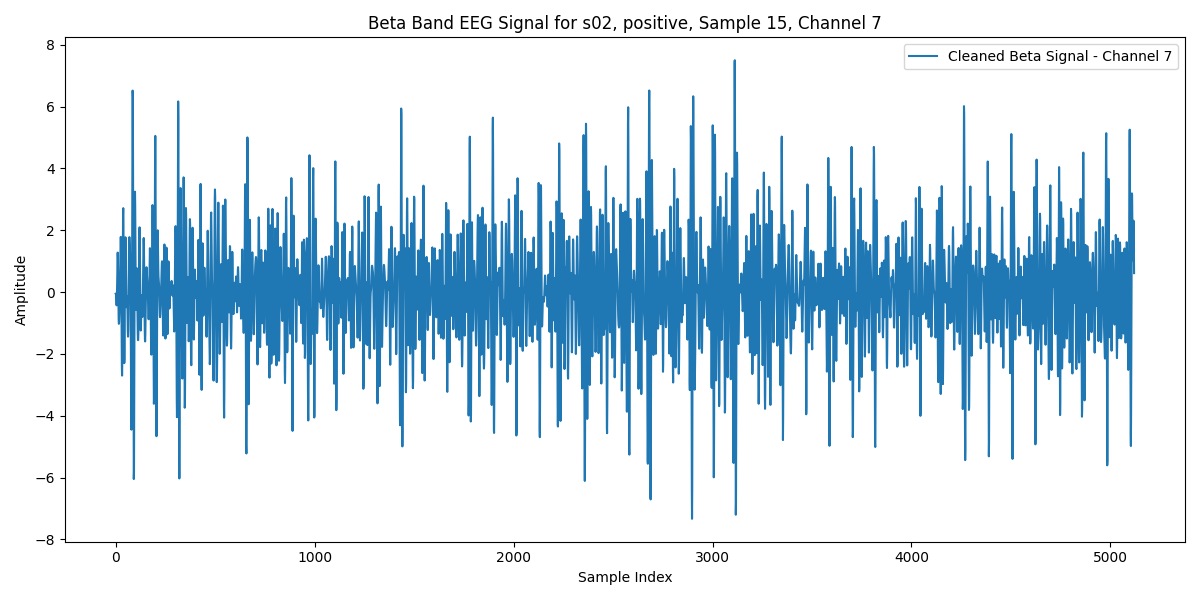 Beta Band EEG Signal for s02, positive, Sample 15, Channel 7
Cleaned Beta Signal - Channel 7
Amplitude
8
6
4
2
0
−2
−4
−6
−8
0 1000 2000 3000 4000 5000
Sample Index